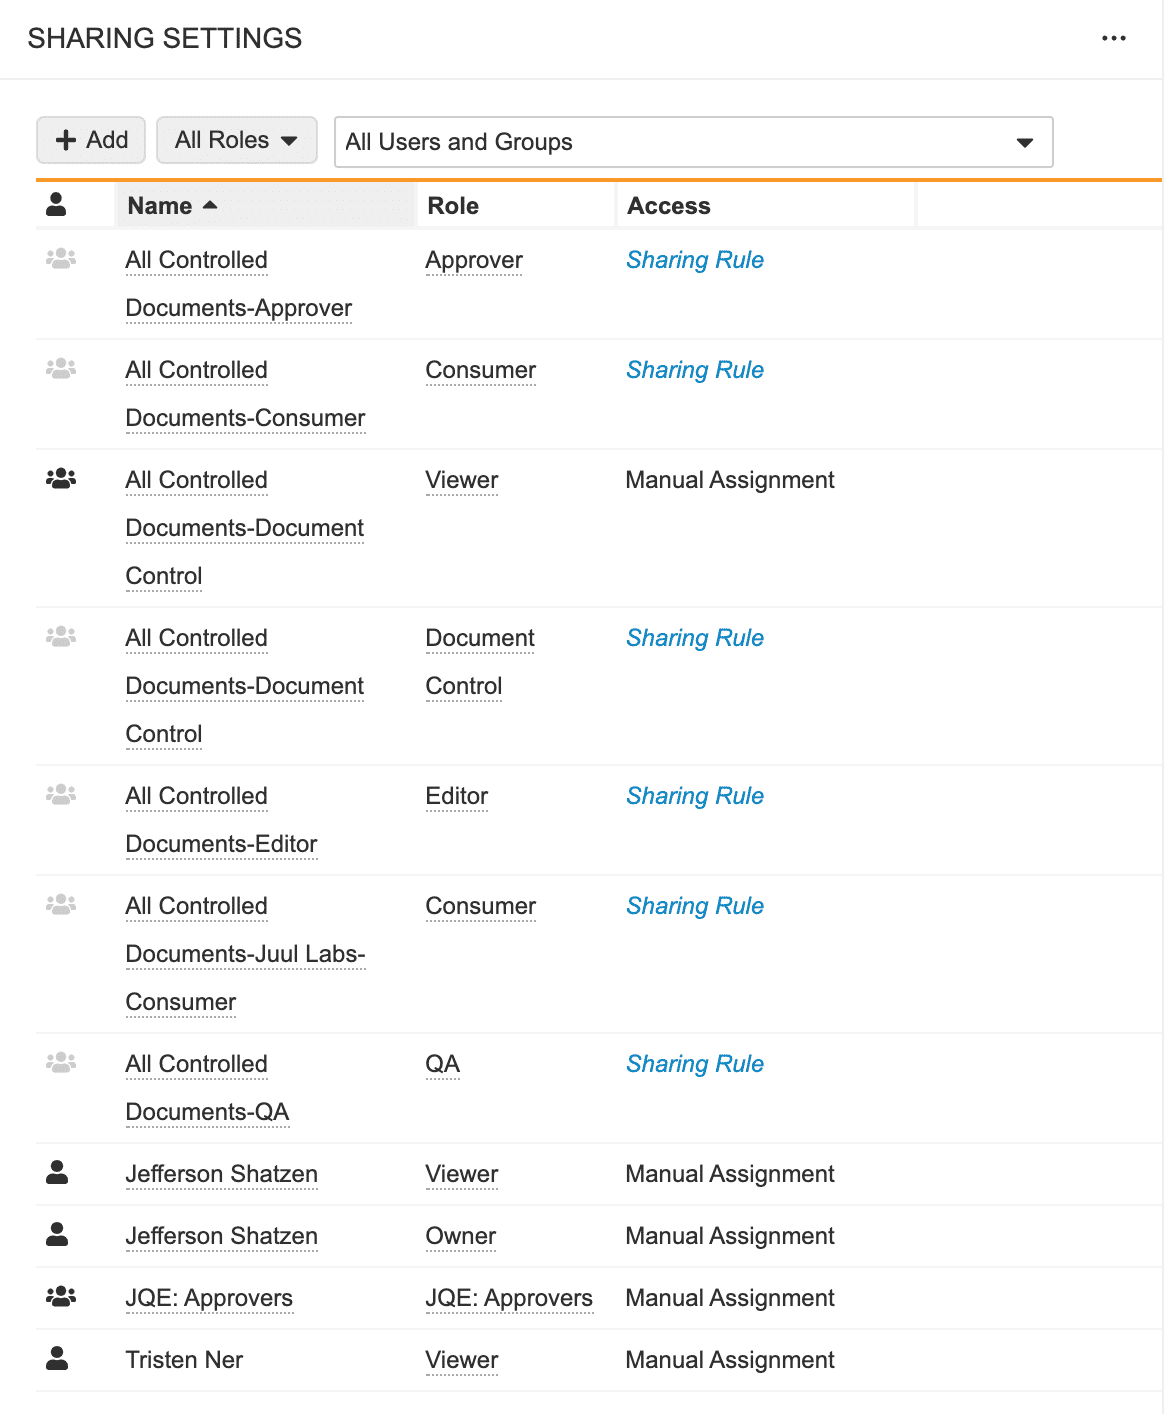 SHARING SETTINGS
Add
All Roles
All Users and Groups
Name Role Access
All Controlled Approver Sharing Rule
Documents-Approver
All Controlled Consumer Sharing Rule
Documents-Consumer
All Controlled Viewer Manual Assignment
Documents-Document
Control
All Controlled Document Sharing Rule
Documents-Document Control
Control
All Controlled Editor Sharing Rule
Documents-Editor
All Controlled Consumer Sharing Rule
Documents-Juul Labs-
Consumer
All Controlled QA Sharing Rule
Documents-QA
Jefferson Shatzen Viewer Manual Assignment
Jefferson Shatzen Owner Manual Assignment
JQE: Approvers JQE: Approvers Manual Assignment
Tristen Ner Viewer Manual Assignment